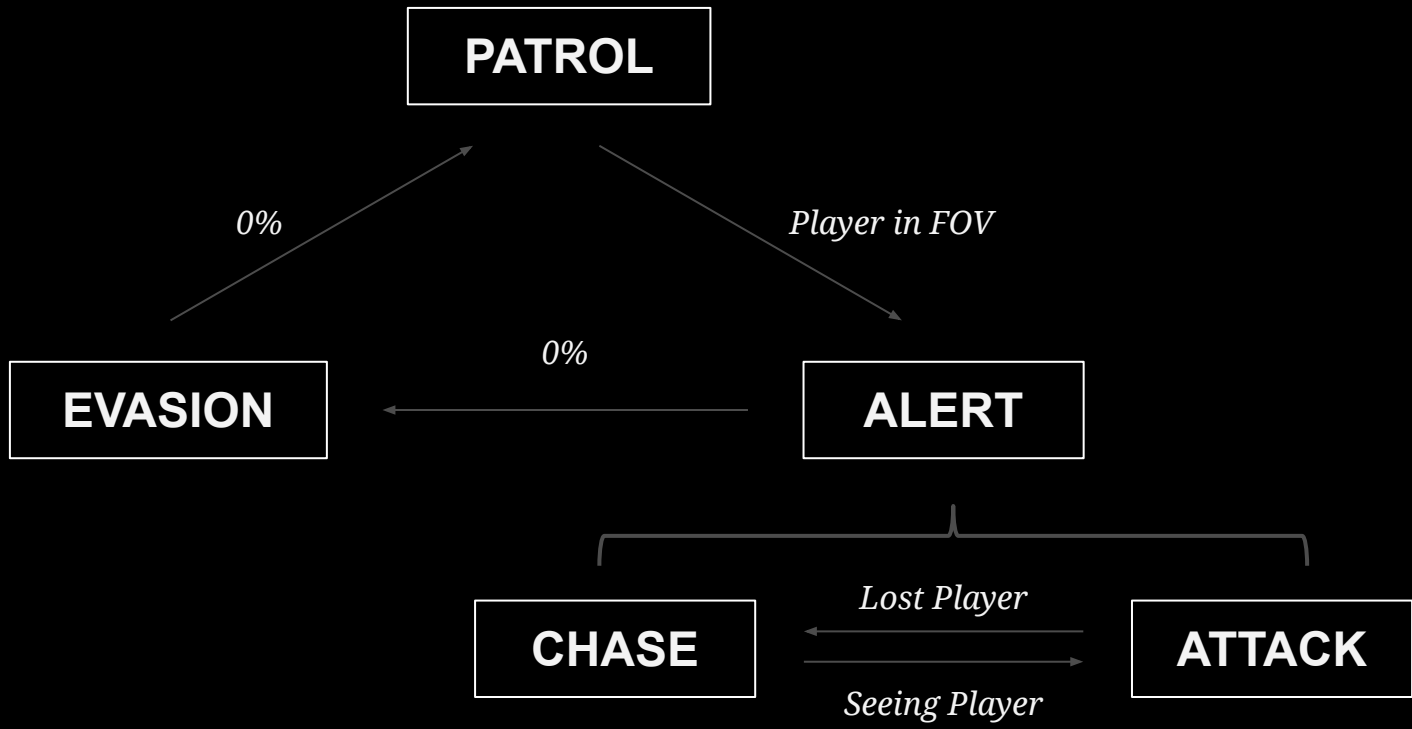 PATROL
0%
Player in FOV
0%
EVASION
ALERT
Lost Player
CHASE
ATTACK
Seeing Player